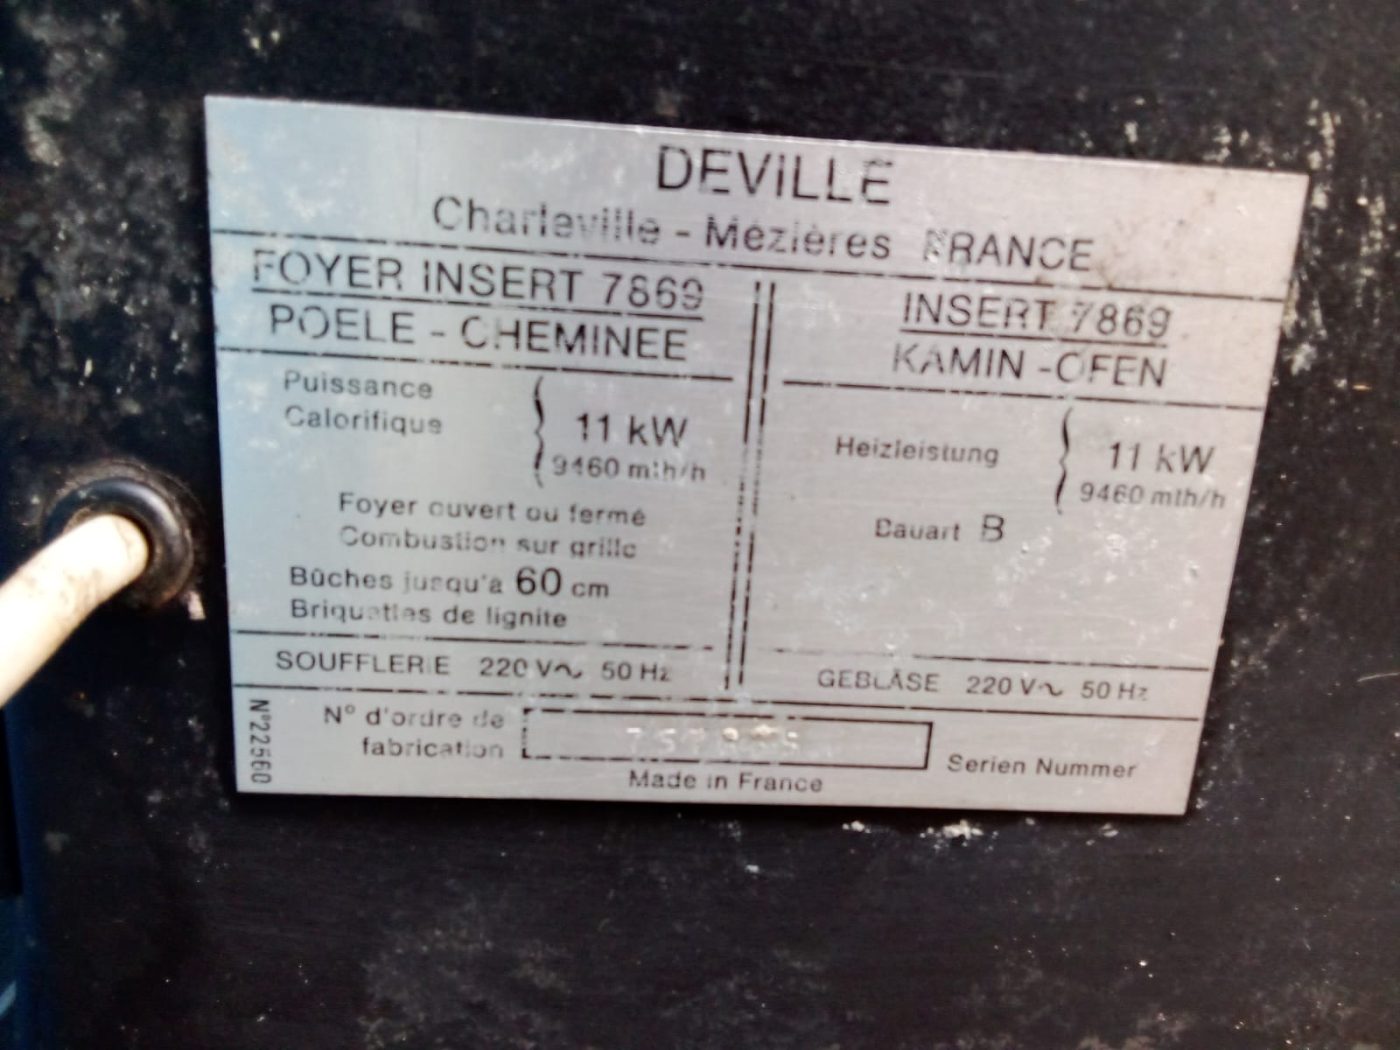 DEVILLE
Charleville - Mézières FRANCE
FOYER INSERT 7869
POELE - CHEMINEE
Puissance
Calorifique
11 kW
9460 mth/h
Foyer ouvert ou fermé
Combustion sur grille
Bûches jusqu'a 60 cm
Briquettes de lignite
SOUFFLERIE 220 V~ 50 Hz
INSERT 7869
KAMIN - OFEN
Heizleistung
11 kW
9460 mth/h
Bauart B
GEBLÄSE 220 V~ 50 Hz
N°22560
N° d'ordre de
fabrication
Serien Nummer
Made in France